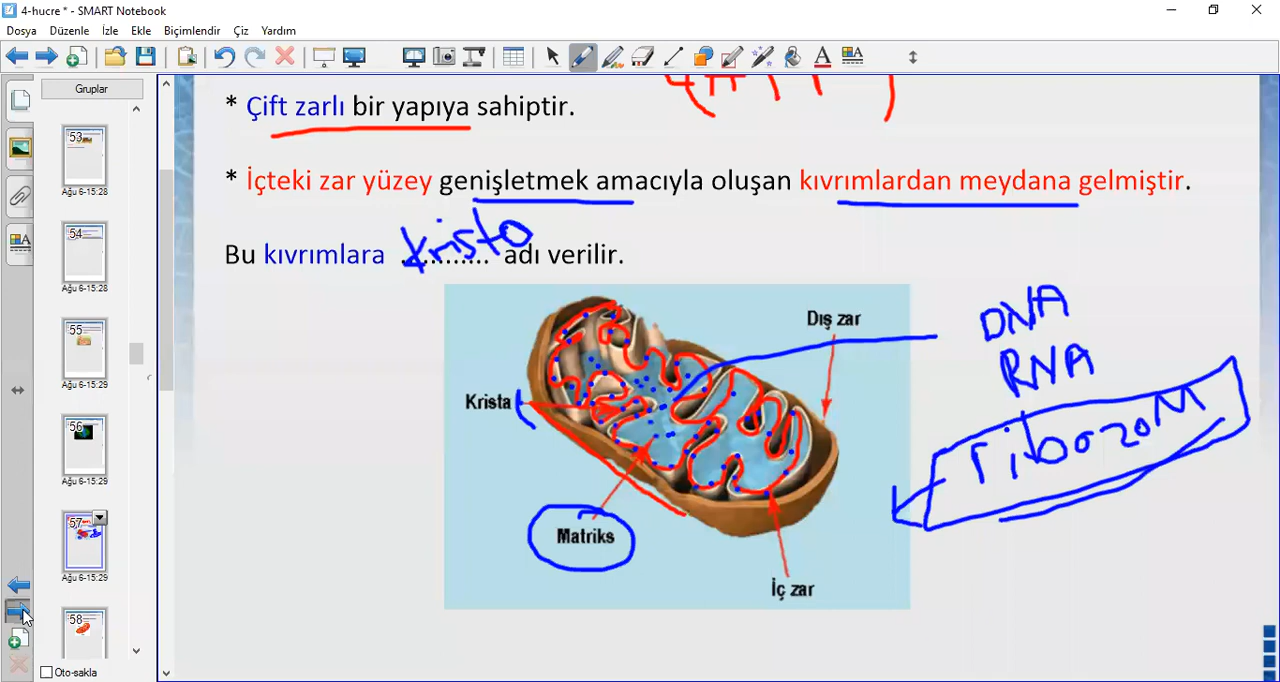 4-hucre * - SMART Notebook
Dosya Düzenle İzle Ekle Biçimlendir Çiz Yardım
Gruplar
53
Ağu 6-15:28
54
Ağu 6-15:28
55
Ağu 6-15:29
56
Ağu 6-15:29
57
Ağu 6-15:29
58
Oto-sakla
* Çift zarlı bir yapıya sahiptir.
* İçteki zar yüzey genişletmek amacıyla oluşan kıvrımlardan meydana gelmiştir.
Bu kıvrımlara kristo ............ adı verilir.
Dış zar
Krista
Matriks
İç zar
DNA
RNA
ribozoM